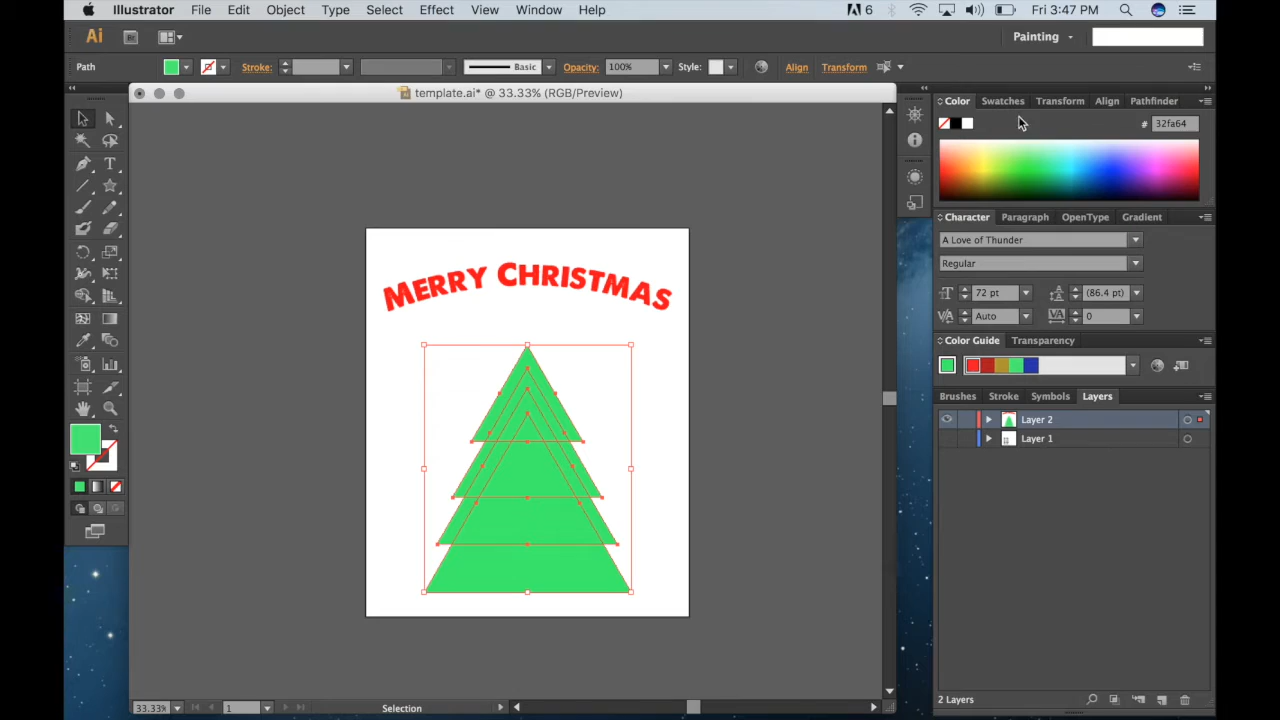 Illustrator File Edit Object Type Select Effect View Window Help 6 Fri 3:47 PM
Ai Br Painting
Path Stroke: Basic Opacity: 100% Style: Align Transform
template.ai* @ 33.33% (RGB/Preview)
Color Swatches Transform Align Pathfinder
# 32fa64
Character Paragraph OpenType Gradient
A Love of Thunder
Regular
72 pt (86.4 pt)
Auto 0
Color Guide Transparency
Brushes Stroke Symbols Layers
Layer 2
Layer 1
MERRY CHRISTMAS
33.33% 1 Selection
2 Layers